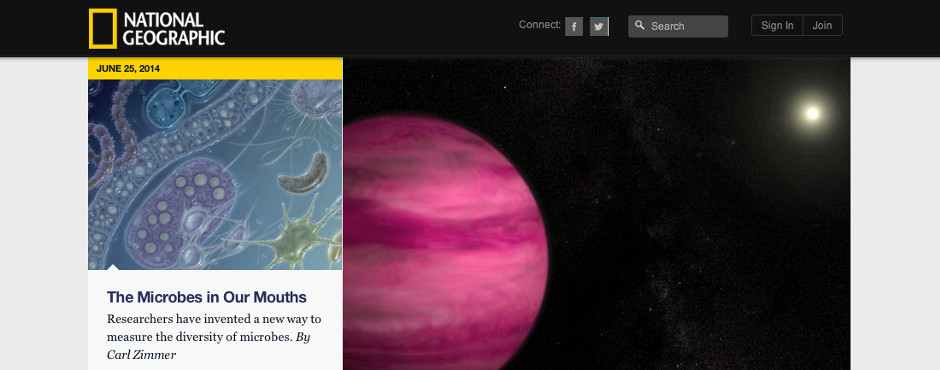 NATIONAL
GEOGRAPHIC
Connect:
Search
Sign In
Join
JUNE 25, 2014
The Microbes in Our Mouths
Researchers have invented a new way to
measure the diversity of microbes. By
Carl Zimmer